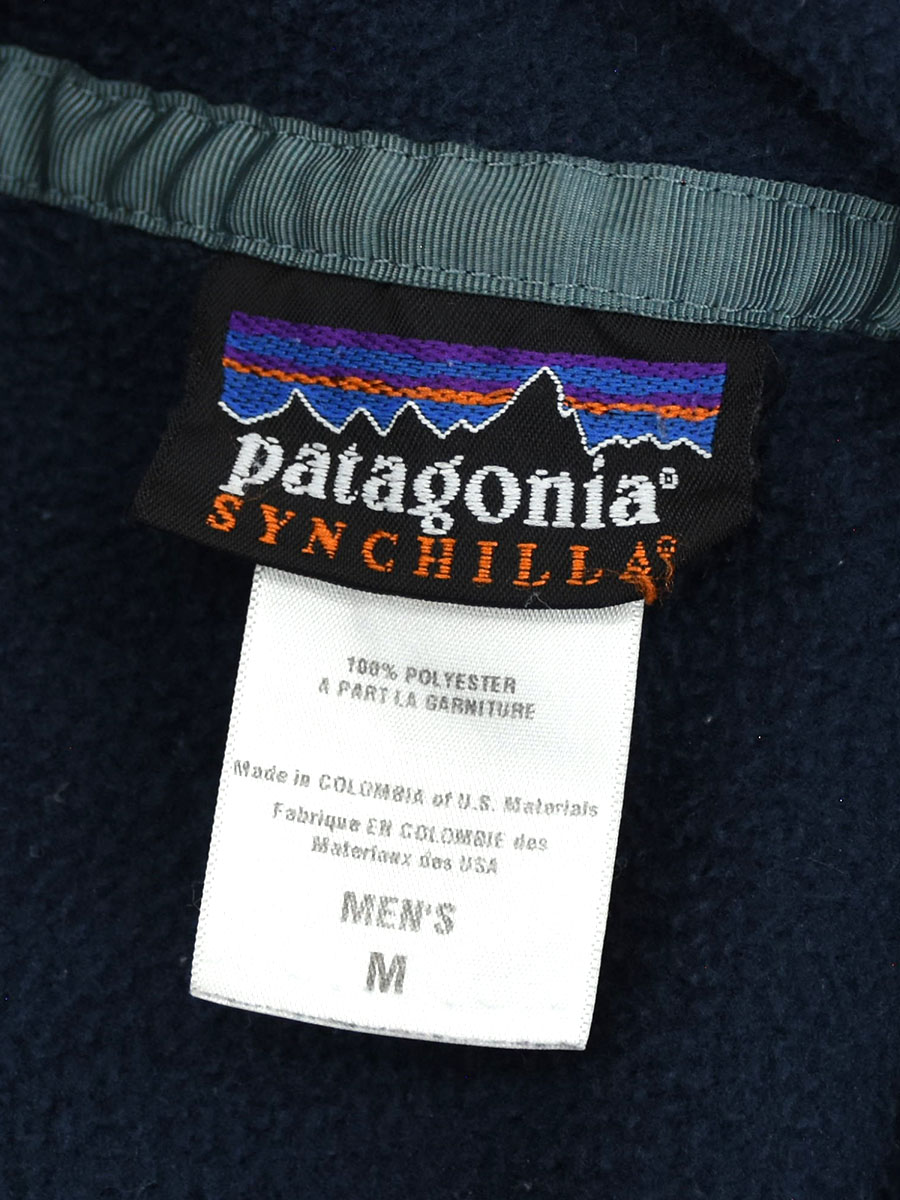 patagonia®
SYNCHILLA®
100% POLYESTER
À PART LA GARNITURE
Made in COLOMBIA of U.S. Materials
Fabrique EN COLOMBIE des
Materiaux des USA
MEN'S
M